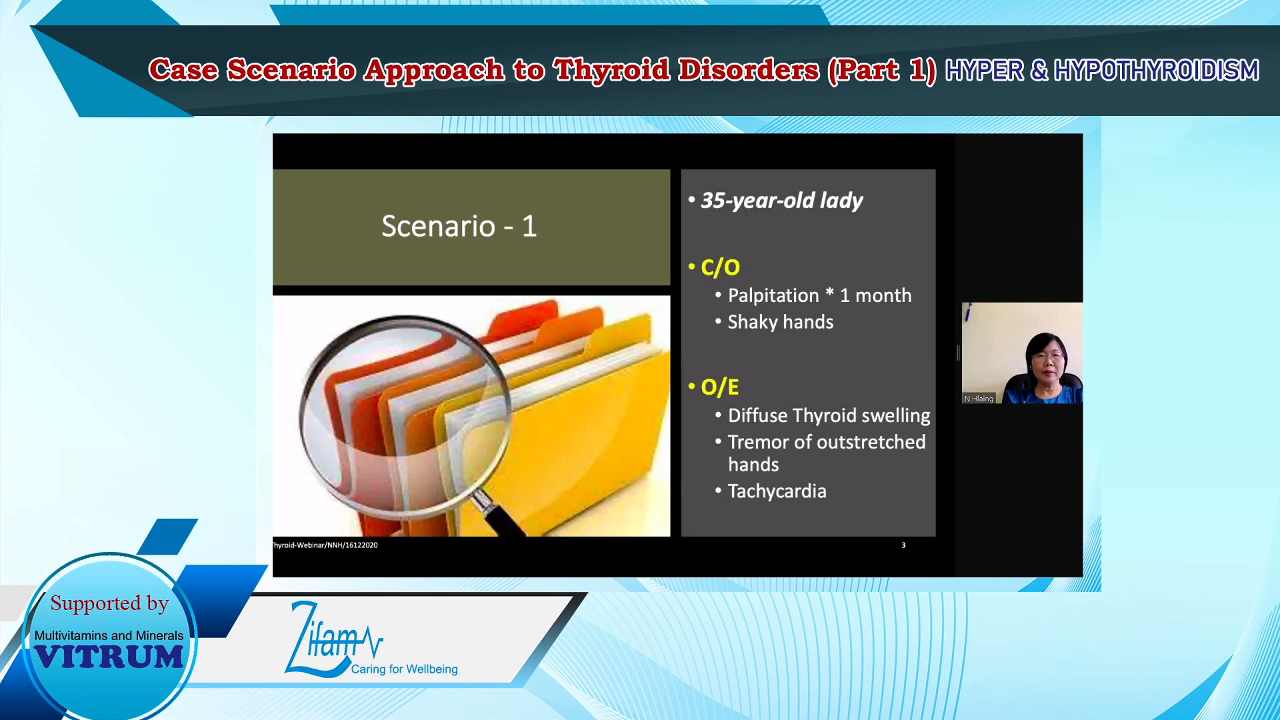 Case Scenario Approach to Thyroid Disorders (Part 1) HYPER & HYPOTHYROIDISM
Scenario - 1
• 35-year-old lady
• C/O
• Palpitation * 1 month
• Shaky hands
• O/E
• Diffuse Thyroid swelling
• Tremor of outstretched
hands
• Tachycardia
hyroid-Webinar/NNH/16122020
3
N Hlaing
Supported by
Multivitamins and Minerals
VITRUM
Zifam
Caring for Wellbeing